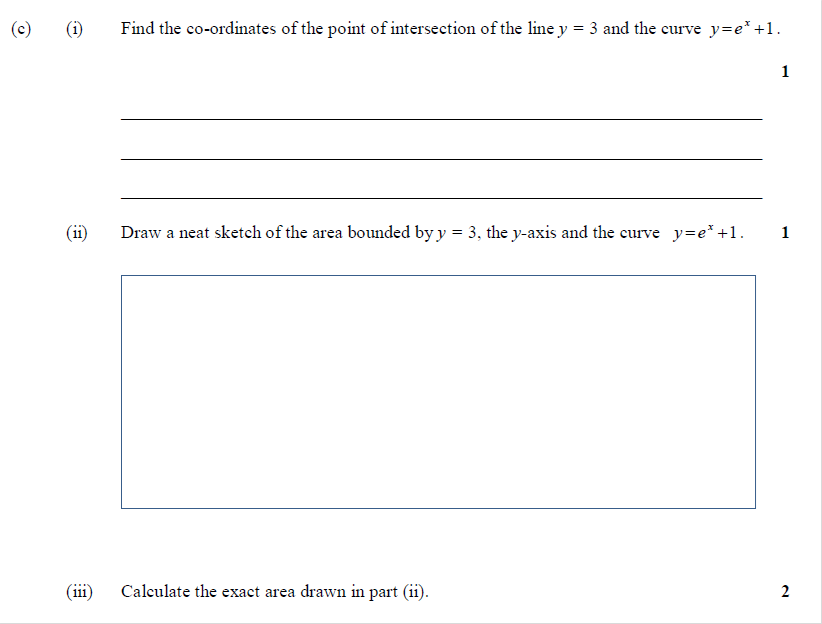 (c) (i) Find the co-ordinates of the point of intersection of the line y = 3 and the curve y=eˣ+1.
1
(ii) Draw a neat sketch of the area bounded by y = 3, the y-axis and the curve y=eˣ+1. 1
(iii) Calculate the exact area drawn in part (ii). 2